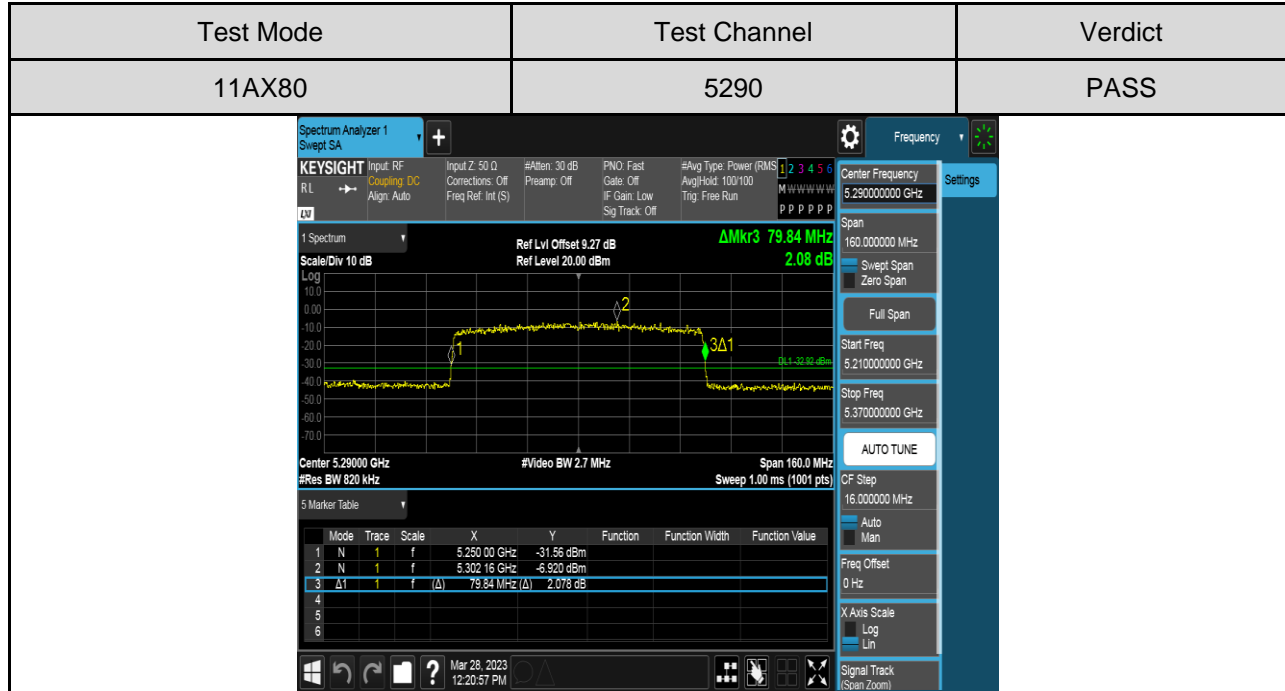 Test Mode Test Channel Verdict
11AX80 5290 PASS
Spectrum Analyzer 1
Swept SA
+
Frequency
KEYSIGHT
RL
LXI
Input: RF
Coupling: DC
Align: Auto
Input Z: 50 Ω
Corrections: Off
Freq Ref: Int (S)
#Atten: 30 dB
Preamp: Off
PNO: Fast
Gate: Off
IF Gain: Low
Sig Track: Off
#Avg Type: Power (RMS
Avg|Hold: 100/100
Trig: Free Run
1 2 3 4 5 6
M W W W W W
P P P P P P
1 Spectrum
Scale/Div 10 dB
Ref Lvl Offset 9.27 dB
Ref Level 20.00 dBm
ΔMkr3 79.84 MHz
2.08 dB
Log
10.0
0.00
-10.0
-20.0
-30.0
-40.0
-50.0
-60.0
-70.0
2
1
3Δ1
DL1 -32.92 dBm
Center 5.29000 GHz #Video BW 2.7 MHz Span 160.0 MHz
#Res BW 820 kHz Sweep 1.00 ms (1001 pts)
5 Marker Table
Mode Trace Scale X Y Function Function Width Function Value
1 N 1 f 5.250 00 GHz -31.56 dBm
2 N 1 f 5.302 16 GHz -6.920 dBm
3 Δ1 1 f (Δ) 79.84 MHz (Δ) 2.078 dB
4
5
6
?
Mar 28, 2023
12:20:57 PM
Settings
Center Frequency
5.290000000 GHz
Span
160.000000 MHz
Swept Span
Zero Span
Full Span
Start Freq
5.210000000 GHz
Stop Freq
5.370000000 GHz
AUTO TUNE
CF Step
16.000000 MHz
Auto
Man
Freq Offset
0 Hz
X Axis Scale
Log
Lin
Signal Track
(Span Zoom)